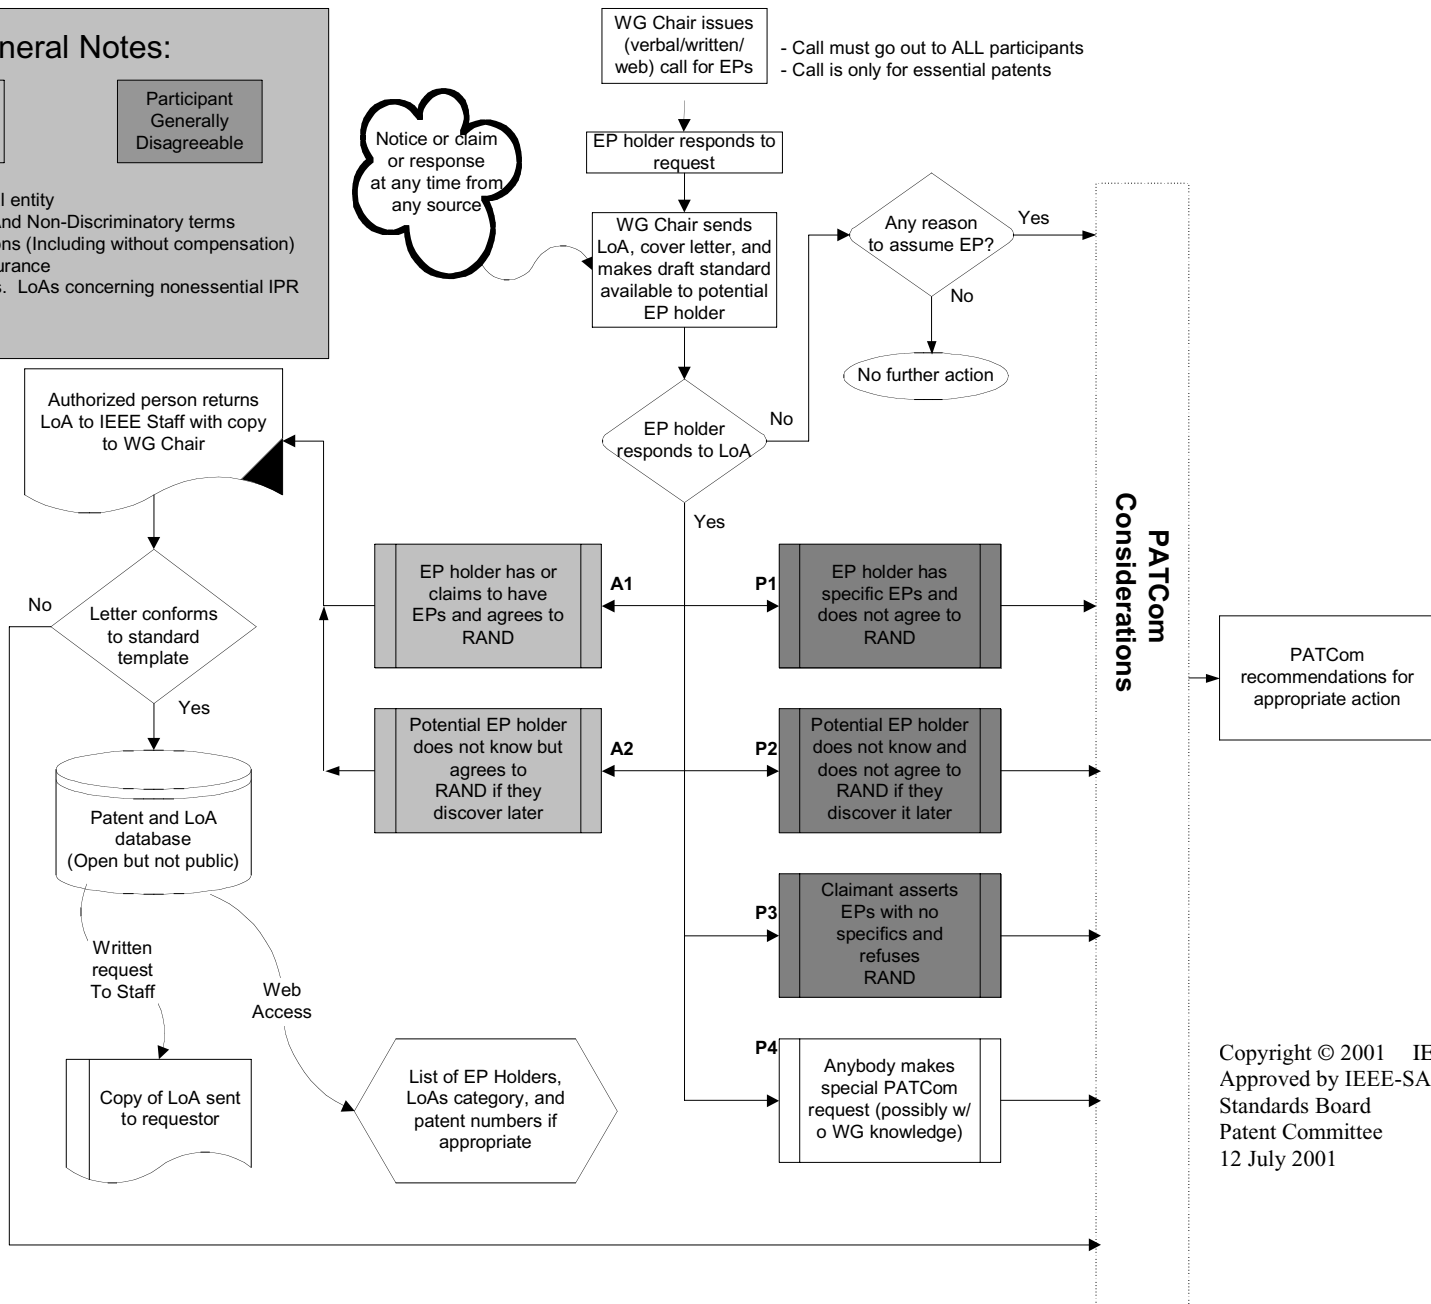 neral Notes:
Participant
Generally
Disagreeable
l entity
And Non-Discriminatory terms
ons (Including without compensation)
urance
s. LoAs concerning nonessential IPR
WG Chair issues
(verbal/written/
web) call for EPs
- Call must go out to ALL participants
- Call is only for essential patents
Notice or claim
or response
at any time from
any source
EP holder responds to
request
WG Chair sends
LoA, cover letter, and
makes draft standard
available to potential
EP holder
Any reason
to assume EP?
Yes
No
No further action
EP holder
responds to LoA
No
Yes
Authorized person returns
LoA to IEEE Staff with copy
to WG Chair
Letter conforms
to standard
template
No
Yes
EP holder has or
claims to have
EPs and agrees to
RAND
A1
P1
EP holder has
specific EPs and
does not agree to
RAND
Potential EP holder
does not know but
agrees to
RAND if they
discover later
A2
P2
Potential EP holder
does not know and
does not agree to
RAND if they
discover it later
P3
Claimant asserts
EPs with no
specifics and
refuses
RAND
P4
Anybody makes
special PATCom
request (possibly w/
o WG knowledge)
PATCom
Considerations
PATCom
recommendations for
appropriate action
Patent and LoA
database
(Open but not public)
Written
request
To Staff
Web
Access
Copy of LoA sent
to requestor
List of EP Holders,
LoAs category, and
patent numbers if
appropriate
Copyright © 2001 IE
Approved by IEEE-SA
Standards Board
Patent Committee
12 July 2001